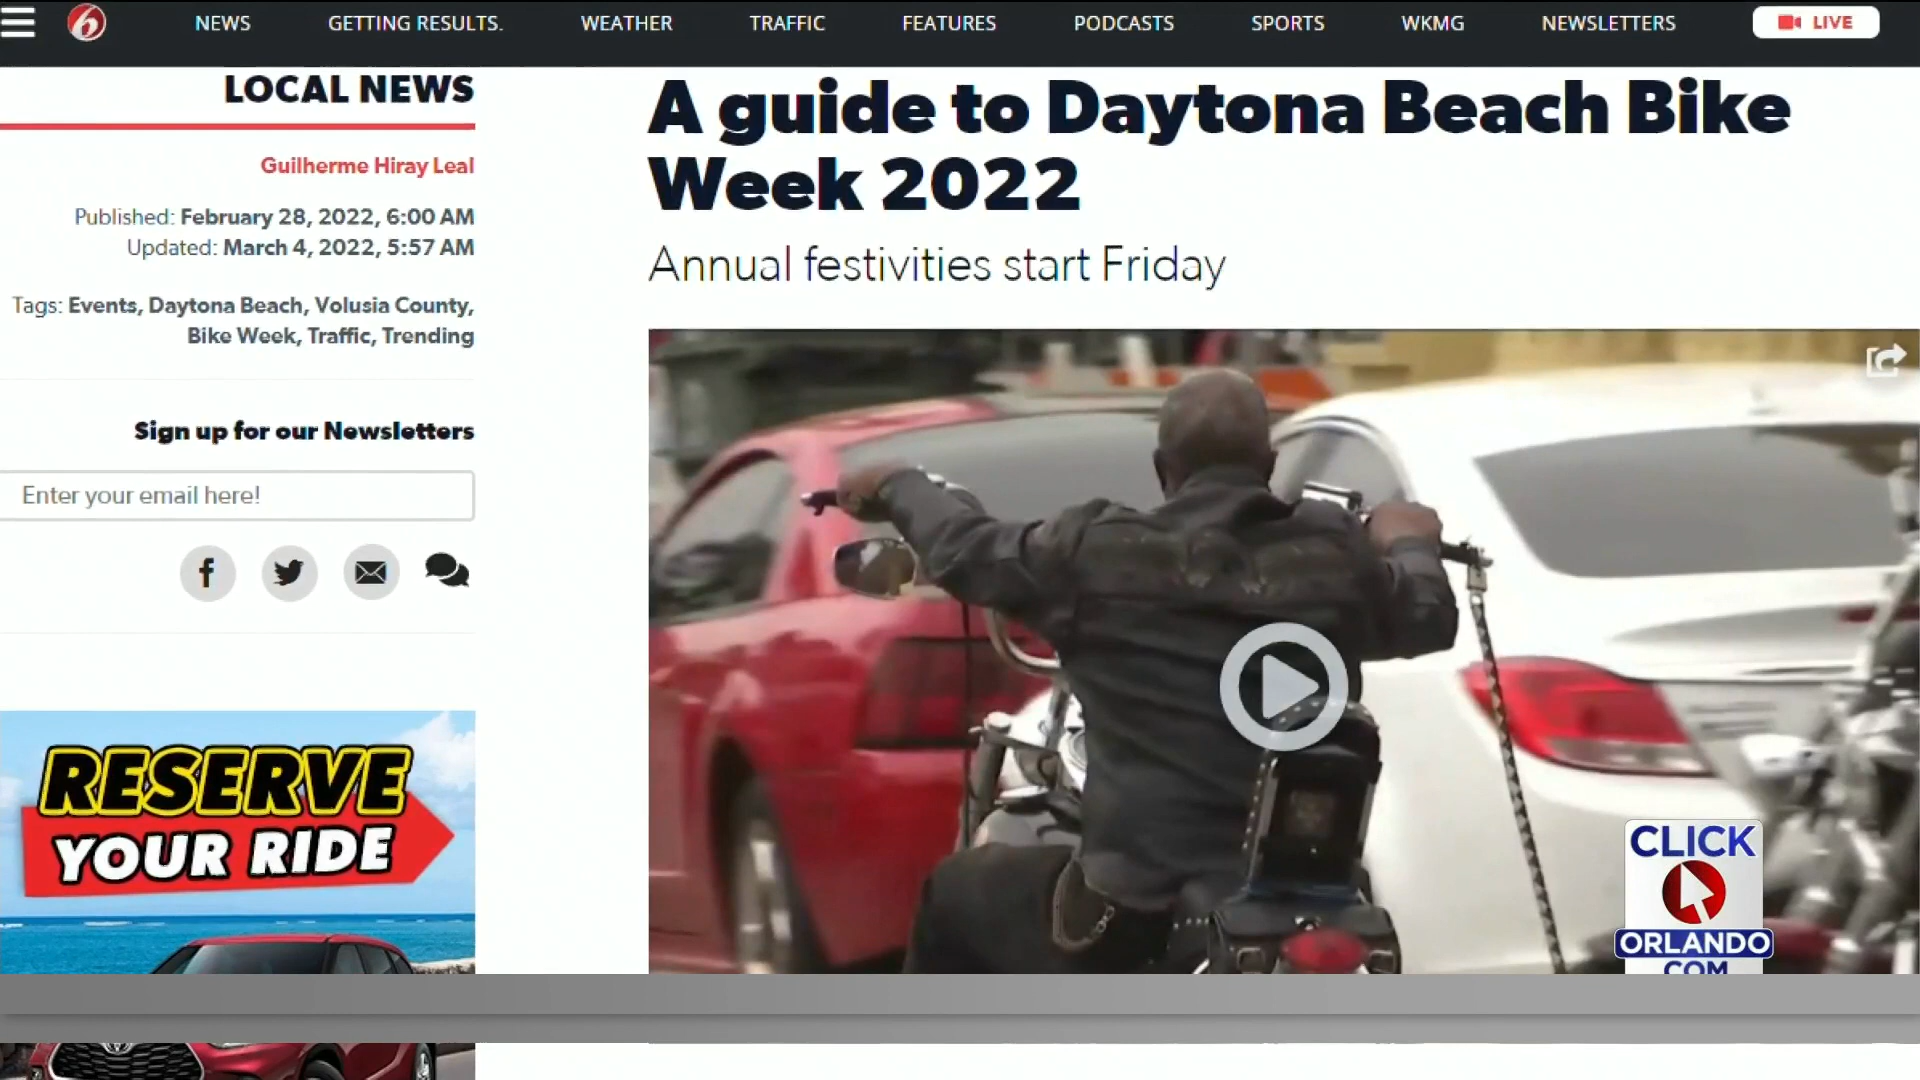 6
NEWS
GETTING RESULTS.
WEATHER
TRAFFIC
FEATURES
PODCASTS
SPORTS
WKMG
NEWSLETTERS
LIVE
LOCAL NEWS
Guilherme Hiray Leal
Published: February 28, 2022, 6:00 AM
Updated: March 4, 2022, 5:57 AM
Tags: Events, Daytona Beach, Volusia County,
Bike Week, Traffic, Trending
Sign up for our Newsletters
Enter your email here!
RESERVE
YOUR RIDE
A guide to Daytona Beach Bike
Week 2022
Annual festivities start Friday
CLICK
ORLANDO
COM